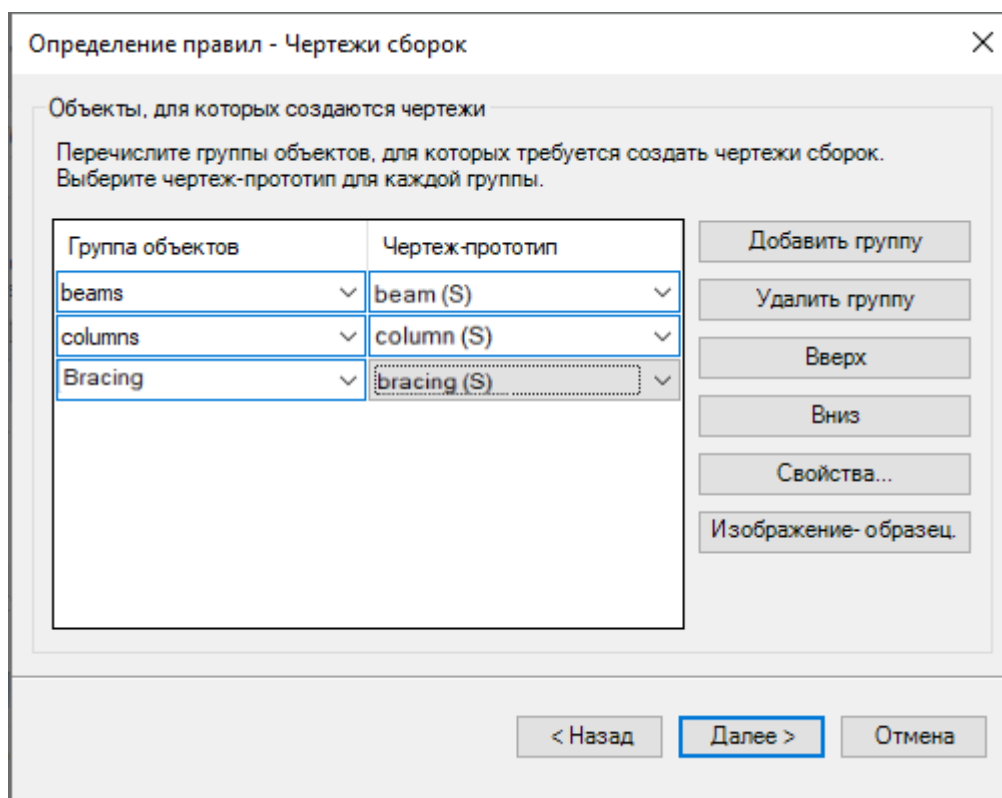 Определение правил - Чертежи сборок
Объекты, для которых создаются чертежи
Перечислите группы объектов, для которых требуется создать чертежи сборок.
Выберите чертеж-прототип для каждой группы.
Группа объектов Чертеж-прототип
beams beam (S)
columns column (S)
Bracing bracing (S)
Добавить группу
Удалить группу
Вверх
Вниз
Свойства...
Изображение- образец.
< Назад Далее > Отмена